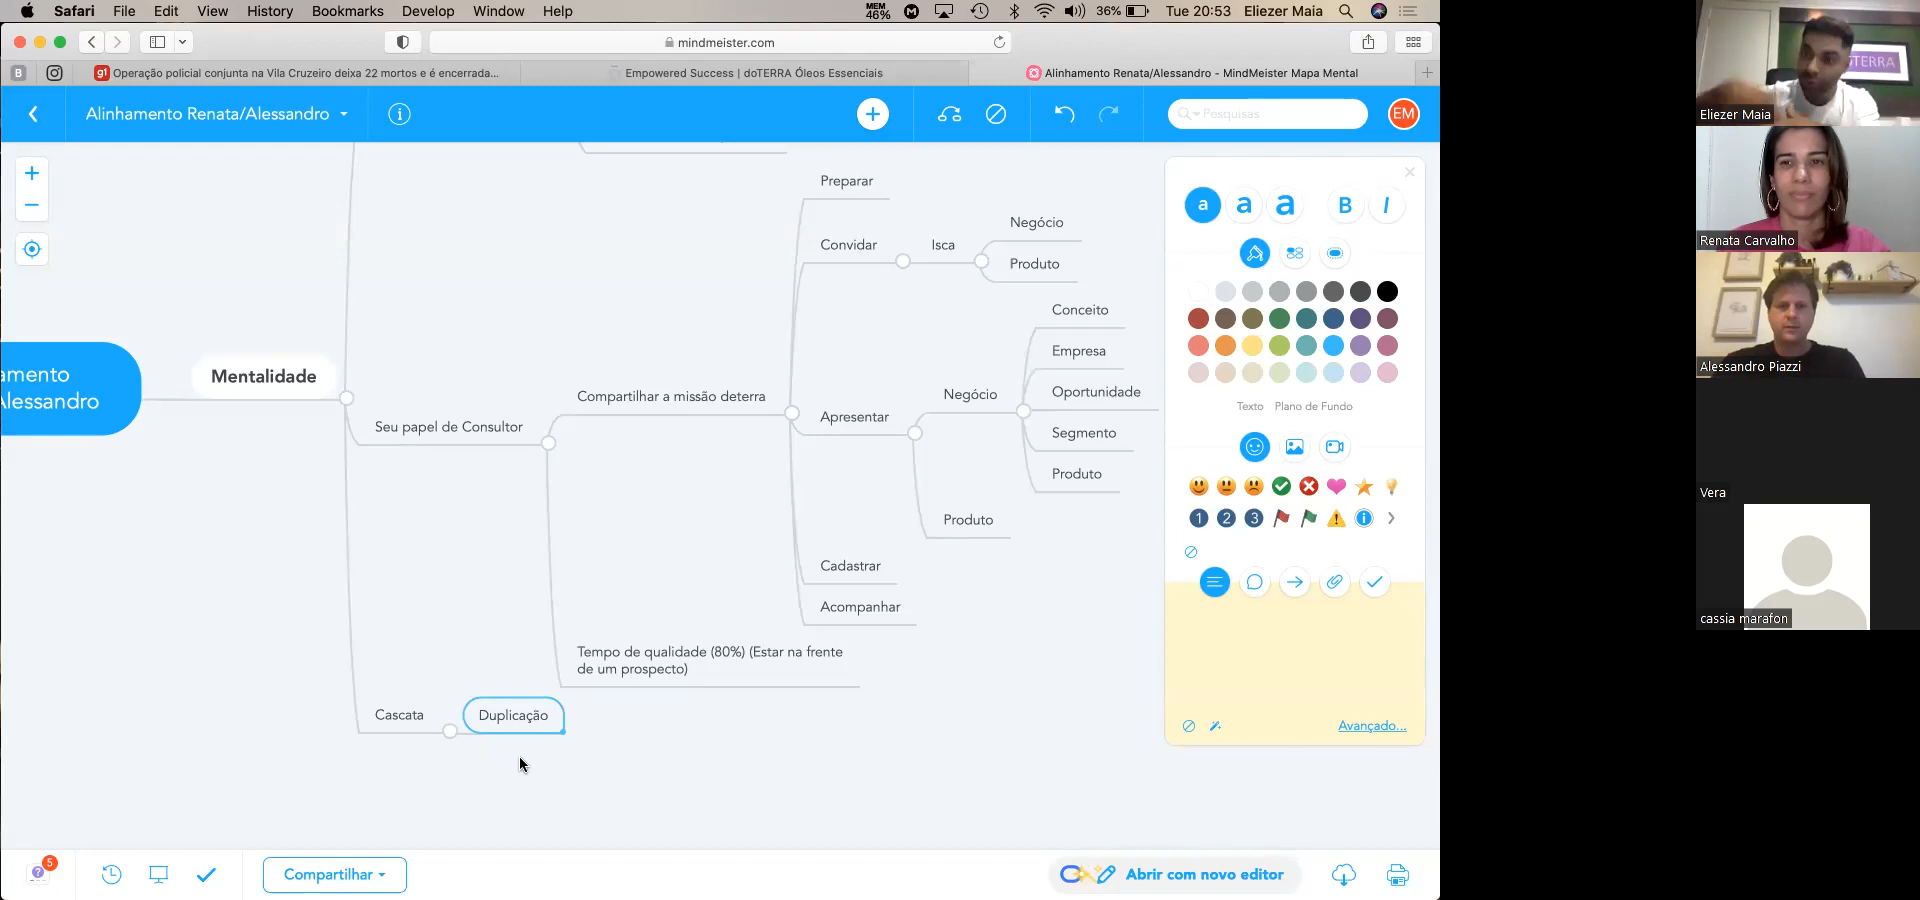 Safari File Edit View History Bookmarks Develop Window Help
MEM 46% 36% Tue 20:53 Eliezer Maia
mindmeister.com
B g1 Operação policial conjunta na Vila Cruzeiro deixa 22 mortos e é encerrada... Empowered Success | doTERRA Óleos Essenciais Alinhamento Renata/Alessandro - MindMeister Mapa Mental
Alinhamento Renata/Alessandro Pesquisas EM
Preparar
Convidar
Isca
Negócio
Produto
amento
Alessandro
Mentalidade
Seu papel de Consultor
Compartilhar a missão deterra
Apresentar
Negócio
Conceito
Empresa
Oportunidade
Segmento
Produto
Produto
Cadastrar
Acompanhar
Tempo de qualidade (80%) (Estar na frente
de um prospecto)
Cascata
Duplicação
a a a B I
Texto Plano de Fundo
1 2 3
Avançado...
5
Compartilhar
Abrir com novo editor
TERRA
Eliezer Maia
Renata Carvalho
Alessandro Piazzi
Vera
cassia marafon